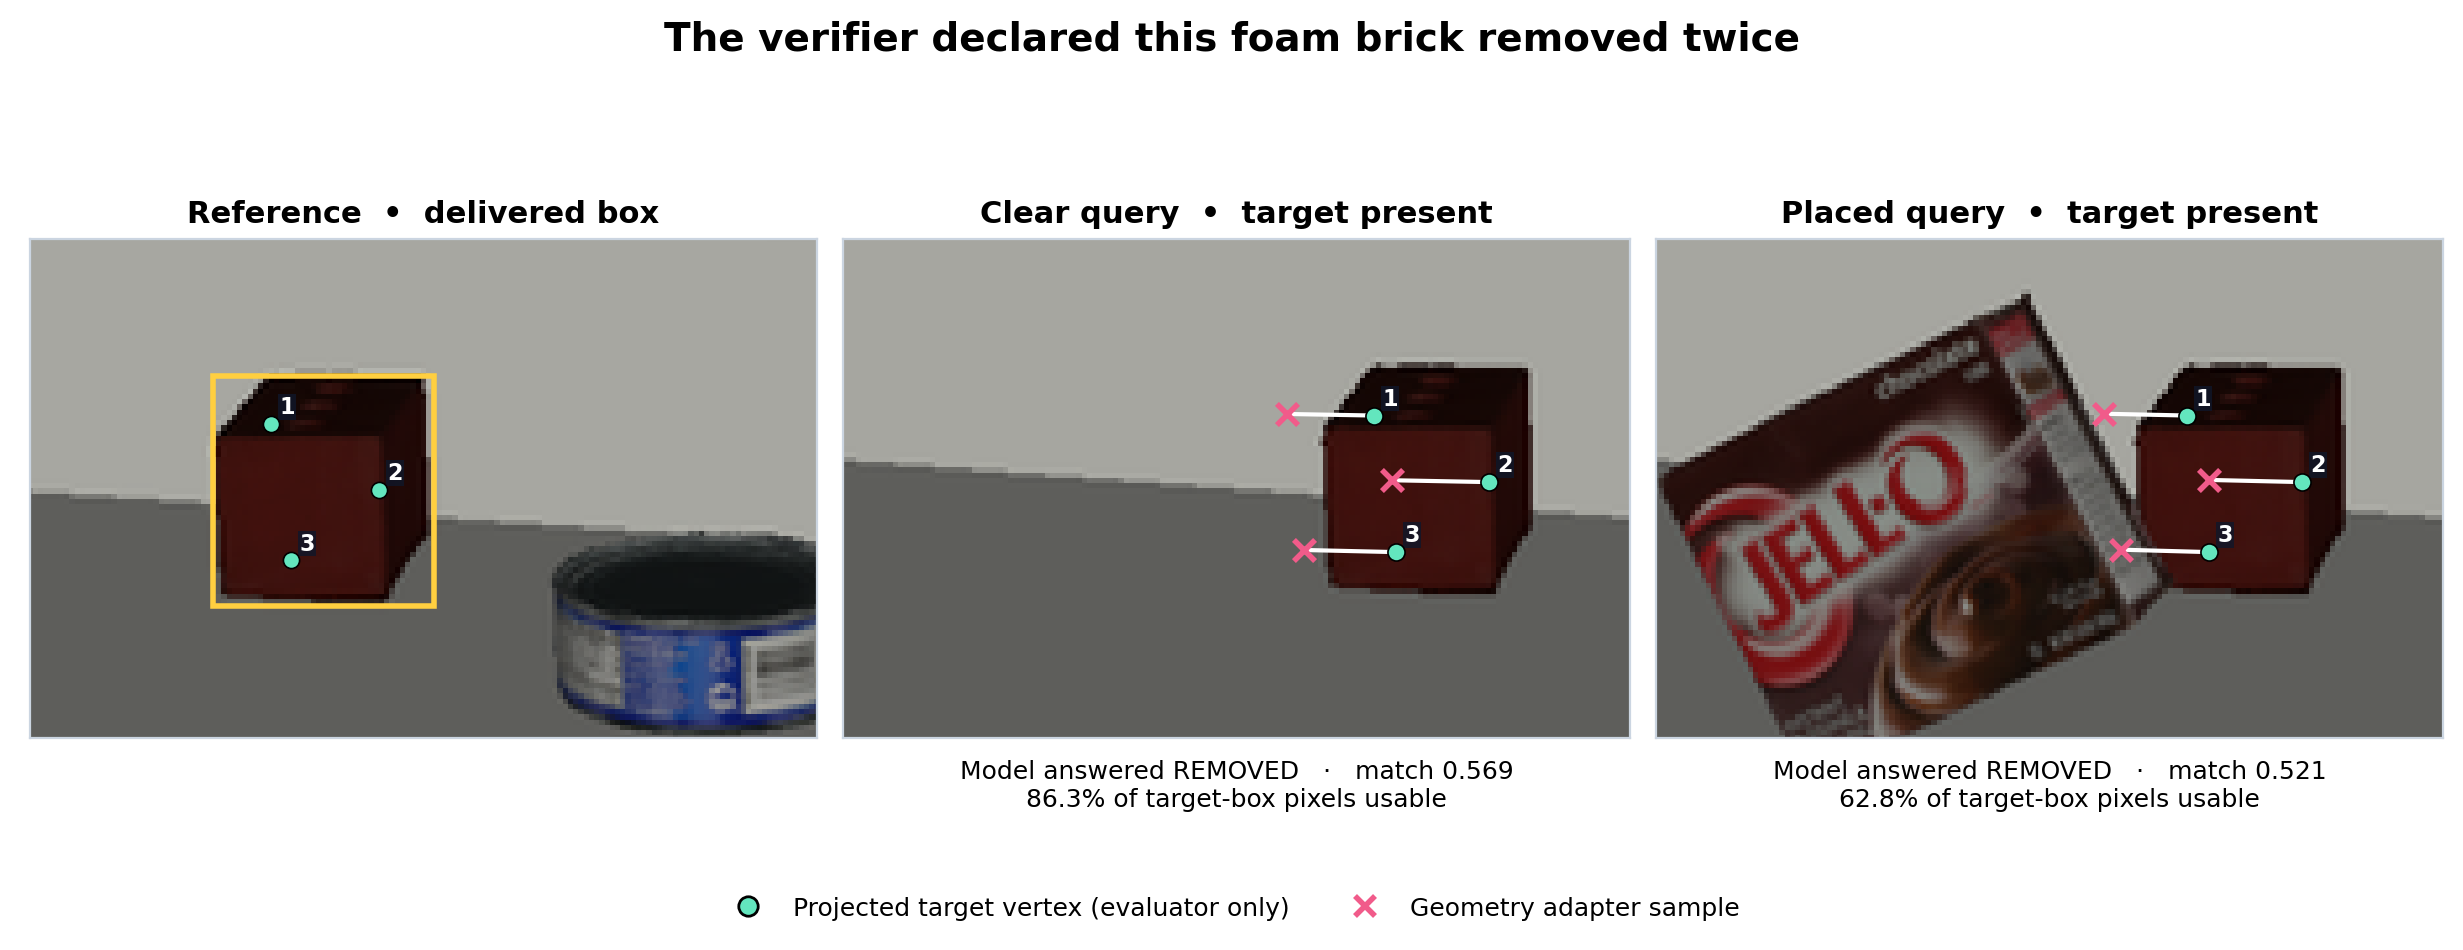 The verifier declared this foam brick removed twice
Reference • delivered box
Clear query • target present
Placed query • target present
1
2
3
1
2
3
chocolate
JELL-O
1
2
3
Model answered REMOVED · match 0.569
86.3% of target-box pixels usable
Model answered REMOVED · match 0.521
62.8% of target-box pixels usable
Projected target vertex (evaluator only)
Geometry adapter sample